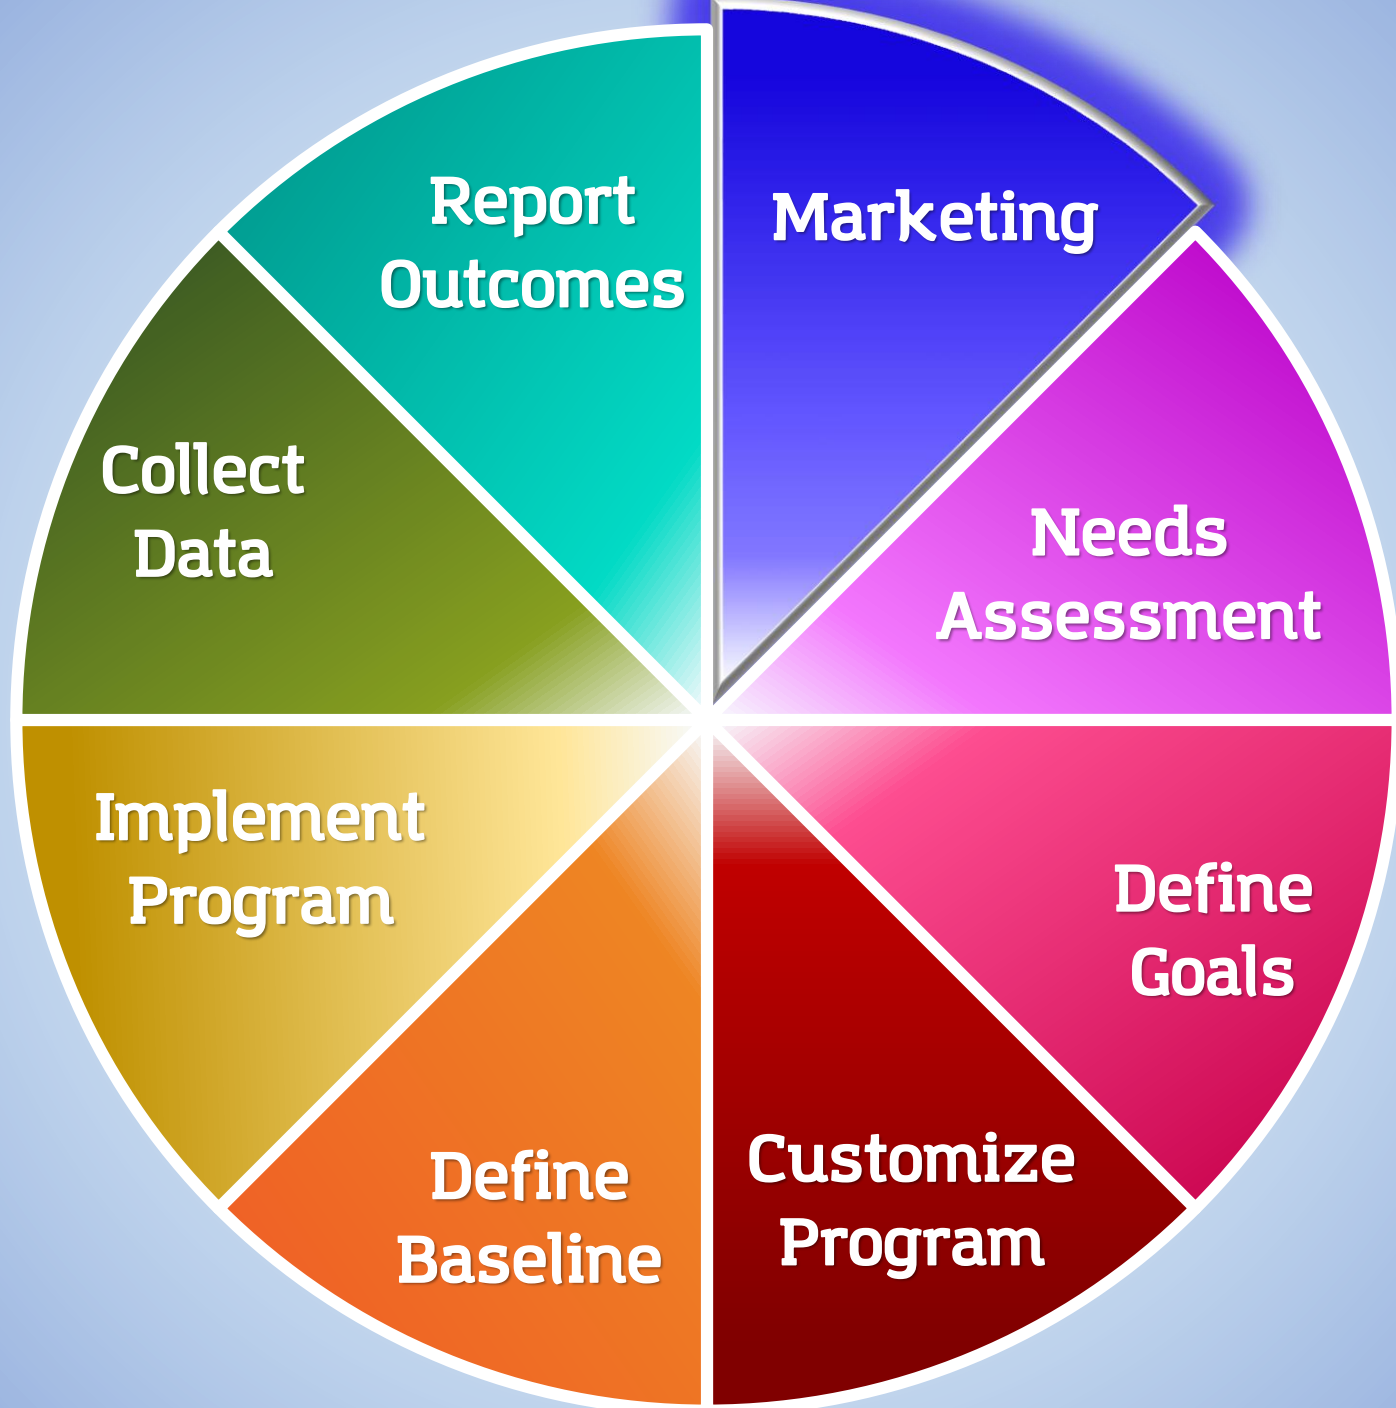 Marketing
Needs
Assessment
Define
Goals
Customize
Program
Define
Baseline
Implement
Program
Collect
Data
Report
Outcomes